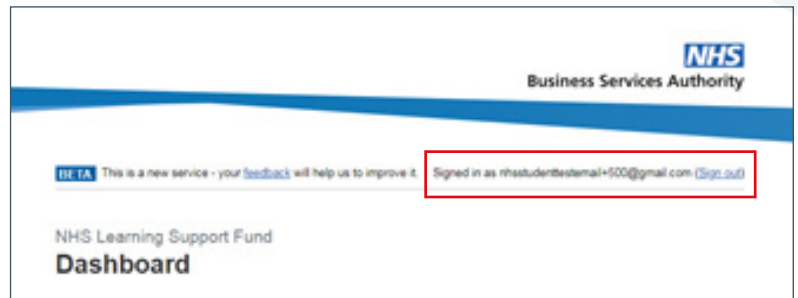 NHS
Business Services Authority
BETA This is a new service - your feedback will help us to improve it. Signed in as nhsstudenttestemail+500@gmail.com (Sign out)
NHS Learning Support Fund
Dashboard